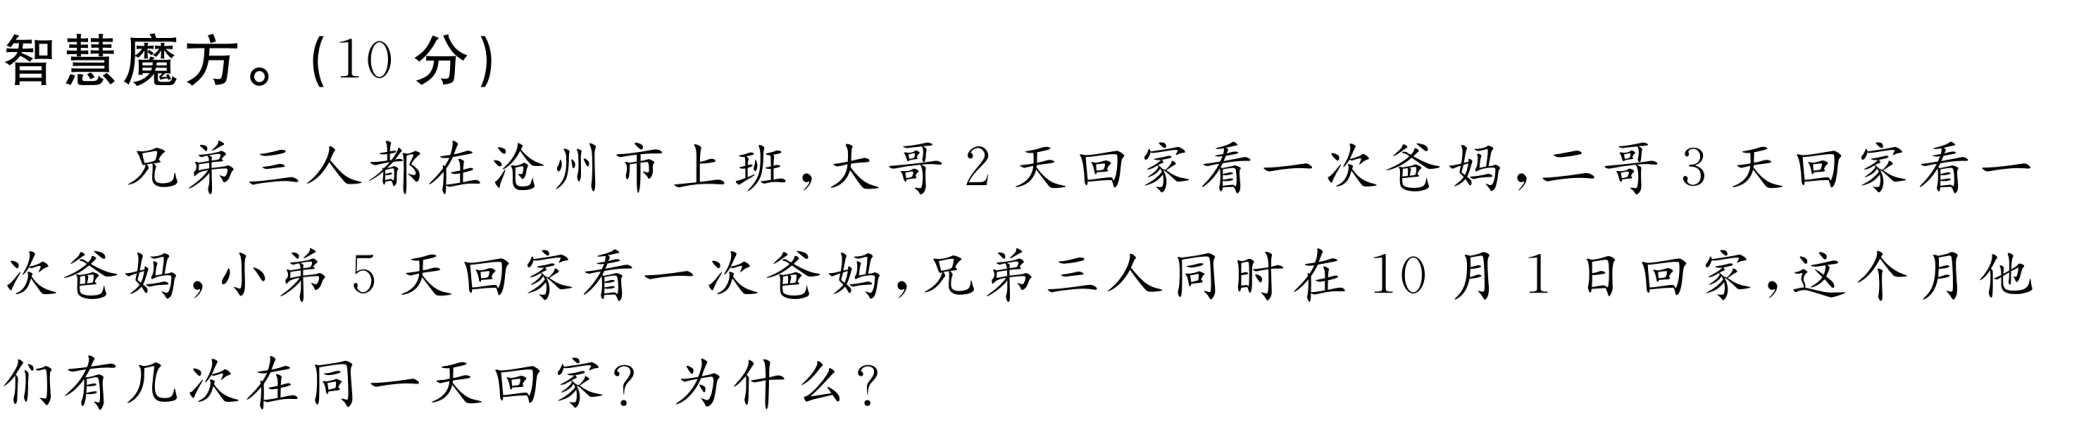 智慧魔方。(10 分)
兄弟三人都在沧州市上班,大哥 2 天回家看一次爸妈,二哥 3 天回家看一
次爸妈,小弟 5 天回家看一次爸妈,兄弟三人同时在 10 月 1 日回家,这个月他
们有几次在同一天回家? 为什么?